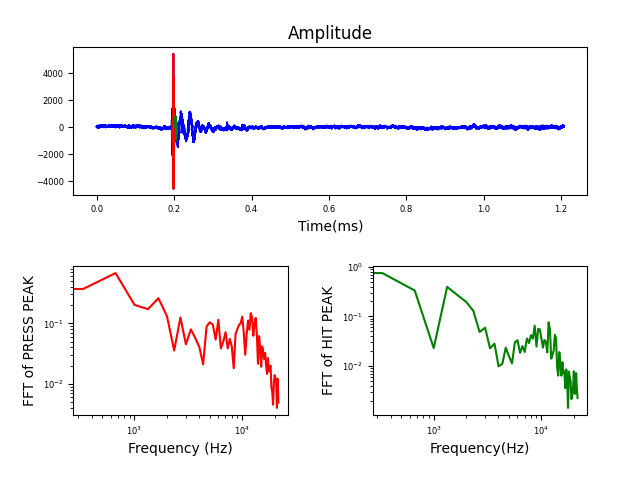 Amplitude
4000
2000
0
−2000
−4000
0.0 0.2 0.4 0.6 0.8 1.0 1.2
Time(ms)
FFT of PRESS PEAK
10⁻¹
10⁻²
10³ 10⁴
Frequency (Hz)
FFT of HIT PEAK
10⁰
10⁻¹
10⁻²
10³ 10⁴
Frequency(Hz)